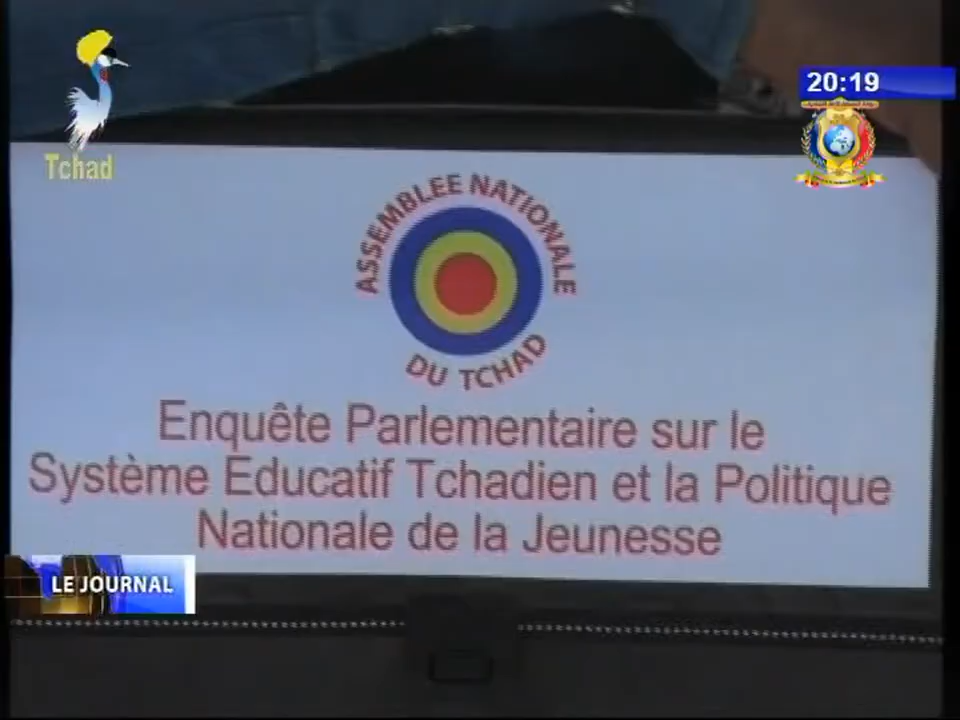 20:19
Tchad
ASSEMBLEE NATIONALE
DU TCHAD
Enquête Parlementaire sur le
Système Educatif Tchadien et la Politique
Nationale de la Jeunesse
LE JOURNAL